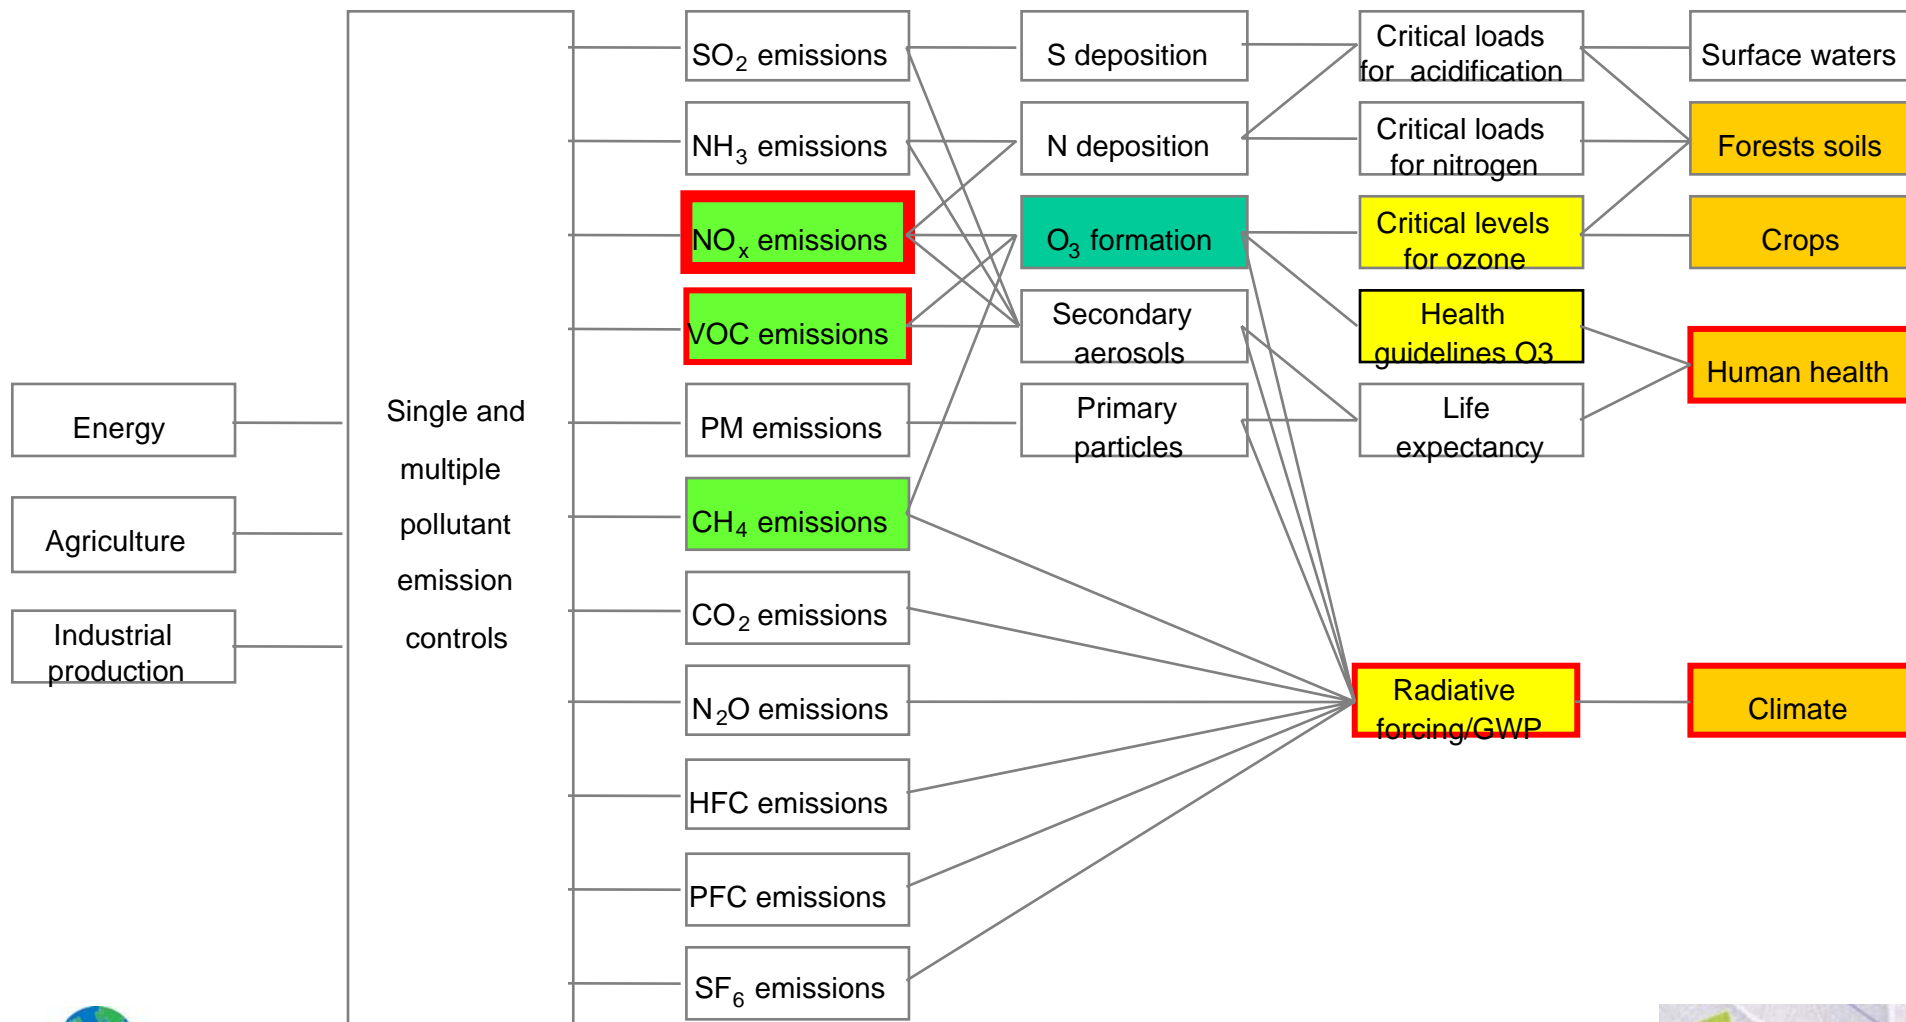 Energy
Agriculture
Industrial
production
Single and
multiple
pollutant
emission
controls
SO2 emissions
NH3 emissions
NOx emissions
VOC emissions
PM emissions
CH4 emissions
CO2 emissions
N2O emissions
HFC emissions
PFC emissions
SF6 emissions
S deposition
N deposition
O3 formation
Secondary
aerosols
Primary
particles
Critical loads
for acidification
Critical loads
for nitrogen
Critical levels
for ozone
Health
guidelines O3
Life
expectancy
Radiative
forcing/GWP
Surface waters
Forests soils
Crops
Human health
Climate